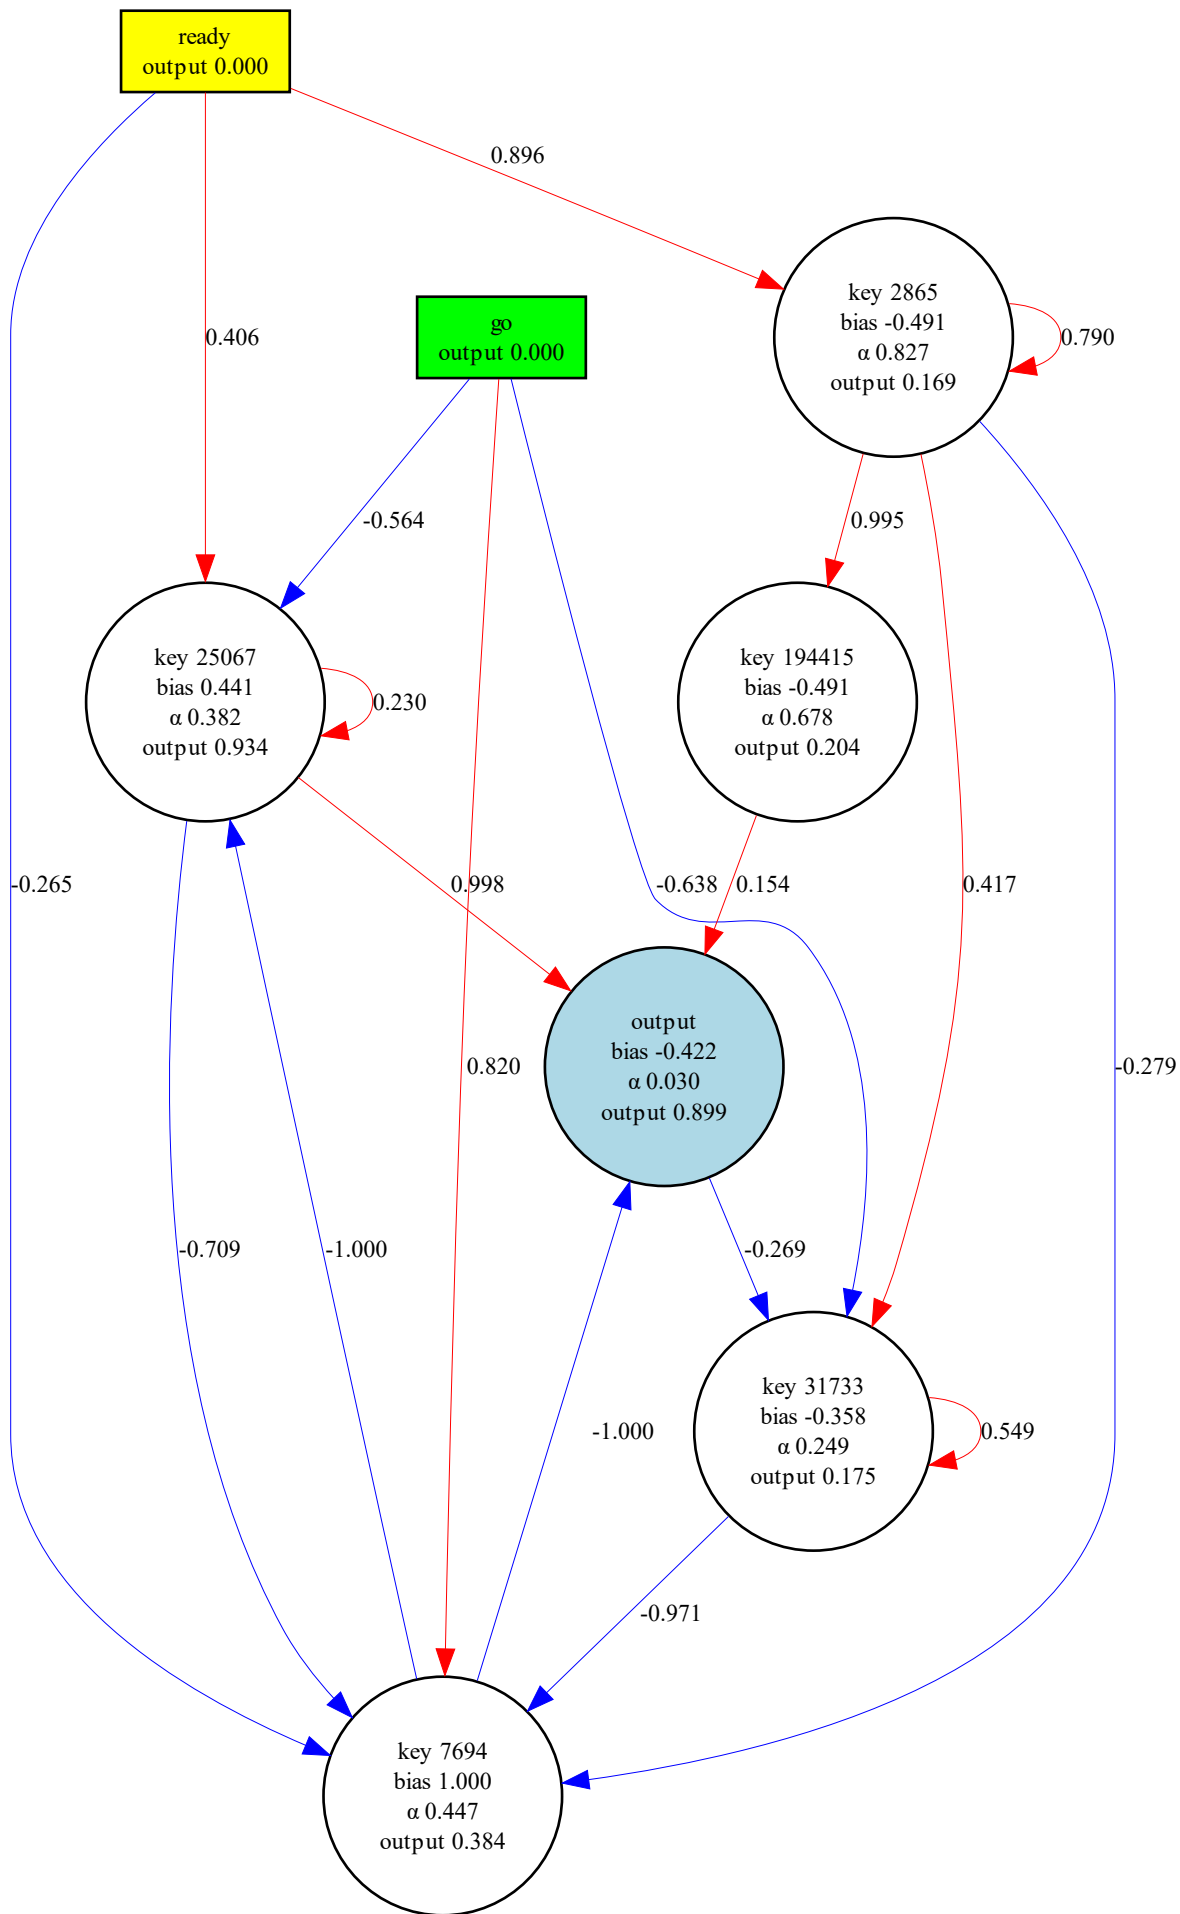 ready
output 0.000
0.896
key 2865
bias -0.491
α 0.827
output 0.169
0.790
go
output 0.000
0.406
-0.564
0.995
key 25067
bias 0.441
α 0.382
output 0.934
0.230
key 194415
bias -0.491
α 0.678
output 0.204
-0.265
0.998
-0.638
0.154
0.417
output
bias -0.422
α 0.030
output 0.899
0.820
-0.279
-0.709
-1.000
-0.269
key 31733
bias -0.358
α 0.249
output 0.175
0.549
-1.000
-0.971
key 7694
bias 1.000
α 0.447
output 0.384